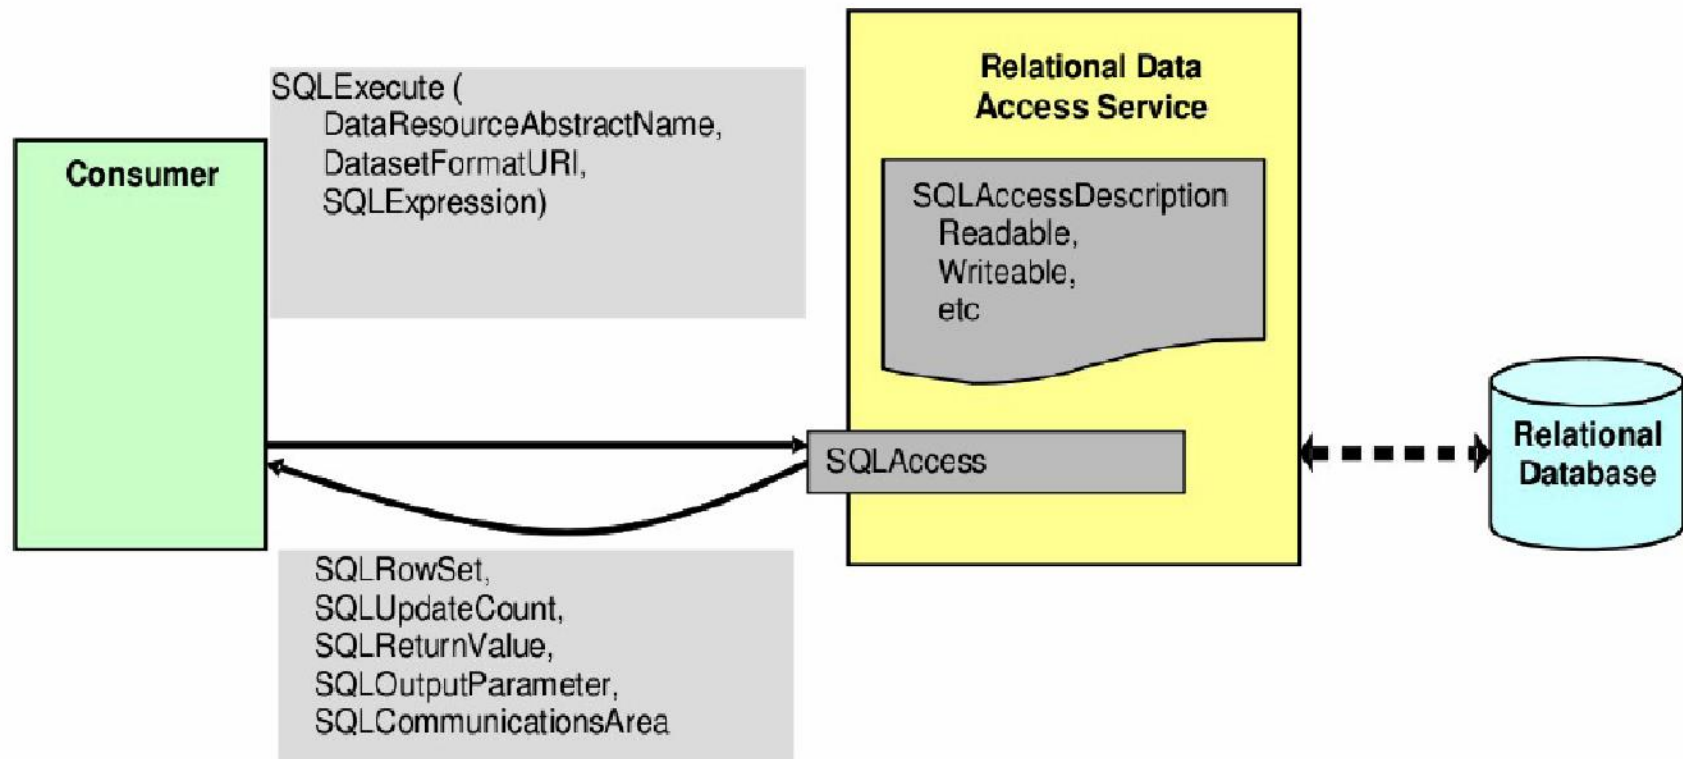 SQLExecute (
DataResourceAbstractName,
DatasetFormatURI,
SQLExpression)
Consumer
Relational Data
Access Service
SQLAccessDescription
Readable,
Writeable,
etc
SQLAccess
Relational
Database
SQLRowSet,
SQLUpdateCount,
SQLReturnValue,
SQLOutputParameter,
SQLCommunicationsArea